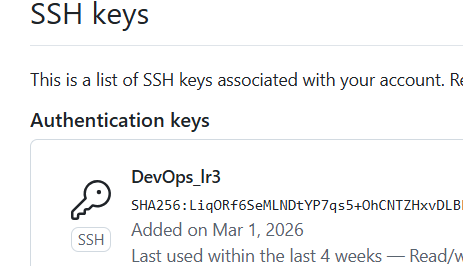 SSH keys
This is a list of SSH keys associated with your account. Re
Authentication keys
DevOps_lr3
SHA256:LiqORf6SeMLNDtYP7qs5+OhCNTZHxvDLB
Added on Mar 1, 2026
SSH
Last used within the last 4 weeks — Read/w